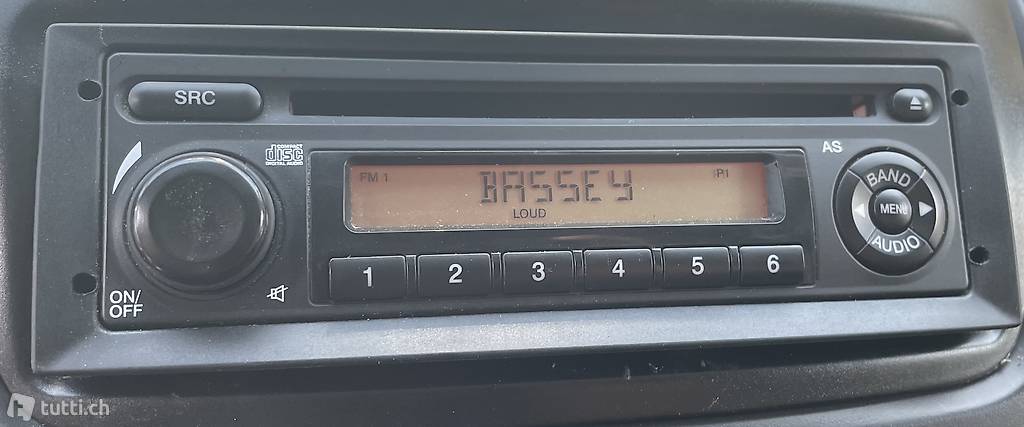 SRC
COMPACT
disc
DIGITAL AUDIO
AS
FM 1
BASSEY
P1
LOUD
BAND
MENU
AUDIO
1 2 3 4 5 6
ON/
OFF
tutti.ch